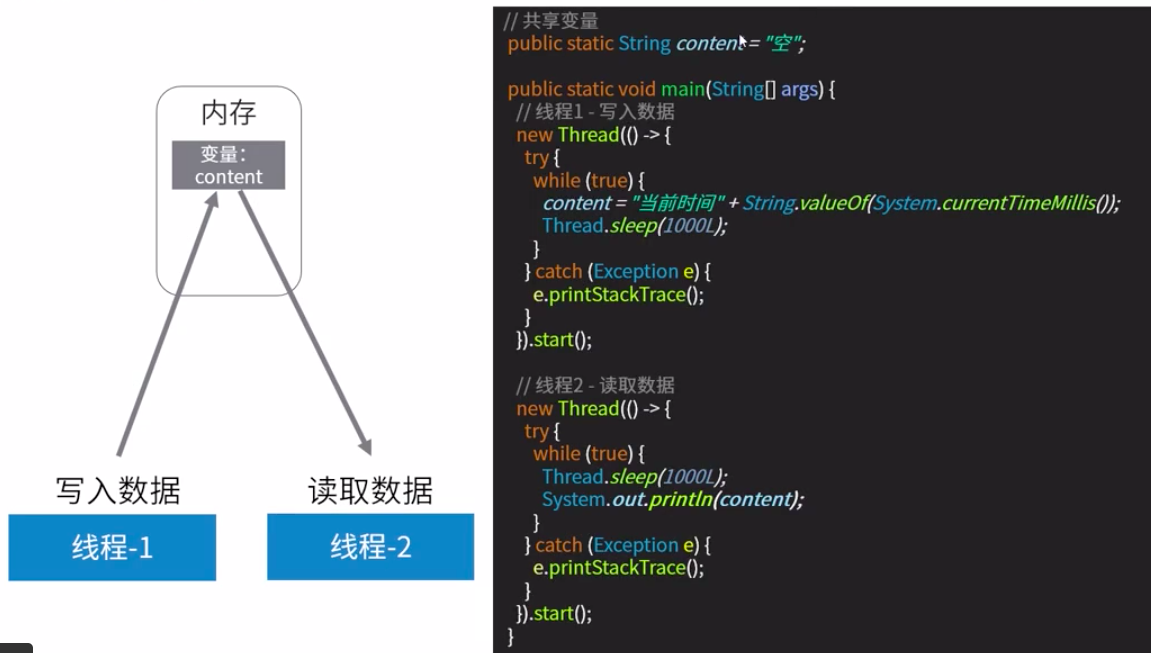 内存
变量：
content
写入数据
读取数据
线程-1
线程-2
// 共享变量
public static String content = "空";
public static void main(String[] args) {
// 线程1 - 写入数据
new Thread(() -> {
try {
while (true) {
content = "当前时间" + String.valueOf(System.currentTimeMillis());
Thread.sleep(1000L);
}
} catch (Exception e) {
e.printStackTrace();
}
}).start();
// 线程2 - 读取数据
new Thread(() -> {
try {
while (true) {
Thread.sleep(1000L);
System.out.println(content);
}
} catch (Exception e) {
e.printStackTrace();
}
}).start();
}